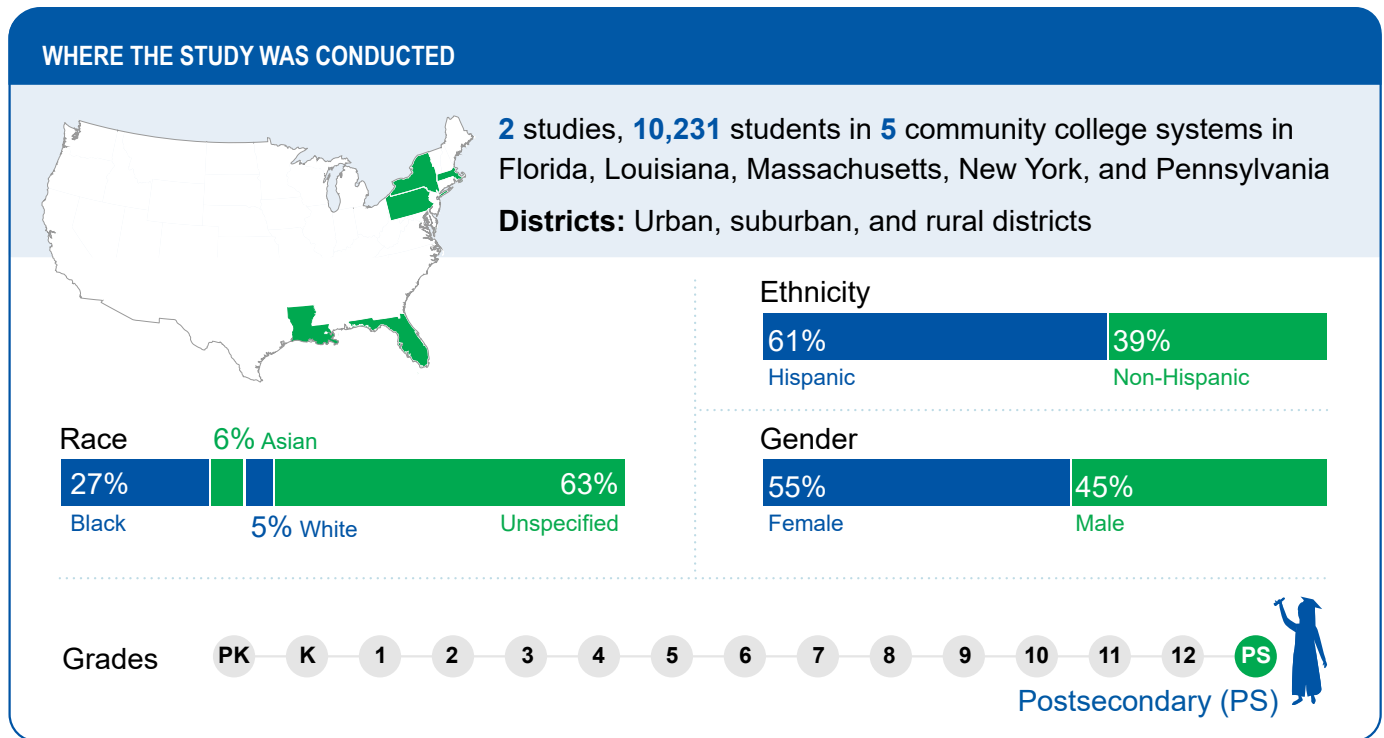 WHERE THE STUDY WAS CONDUCTED
2 studies, 10,231 students in 5 community college systems in
Florida, Louisiana, Massachusetts, New York, and Pennsylvania
Districts: Urban, suburban, and rural districts
Ethnicity
61% 39%
Hispanic Non-Hispanic
Race 6% Asian
27% 63%
Black 5% White Unspecified
Gender
55% 45%
Female Male
Grades PK K 1 2 3 4 5 6 7 8 9 10 11 12 PS
Postsecondary (PS)